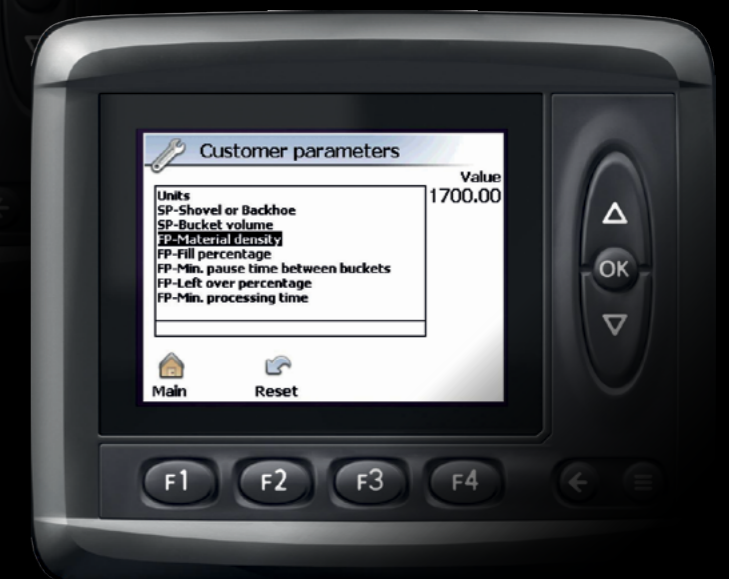 Customer parameters
Value
1700.00
Units
SP-Shovel or Backhoe
SP-Bucket volume
FP-Material density
FP-Fill percentage
FP-Min. pause time between buckets
FP-Left over percentage
FP-Min. processing time
Main
Reset
OK
F1
F2
F3
F4